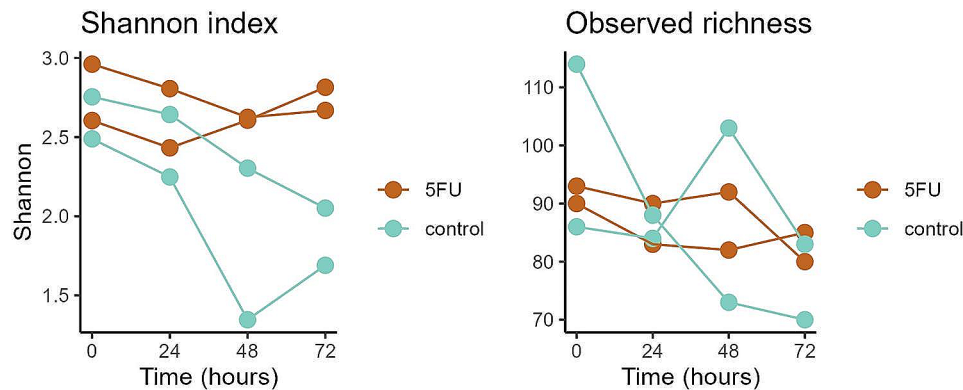 Shannon index
3.0
2.5
2.0
1.5
Shannon
0 24 48 72
Time (hours)
5FU
control
Observed richness
110
100
90
80
70
0 24 48 72
Time (hours)
5FU
control